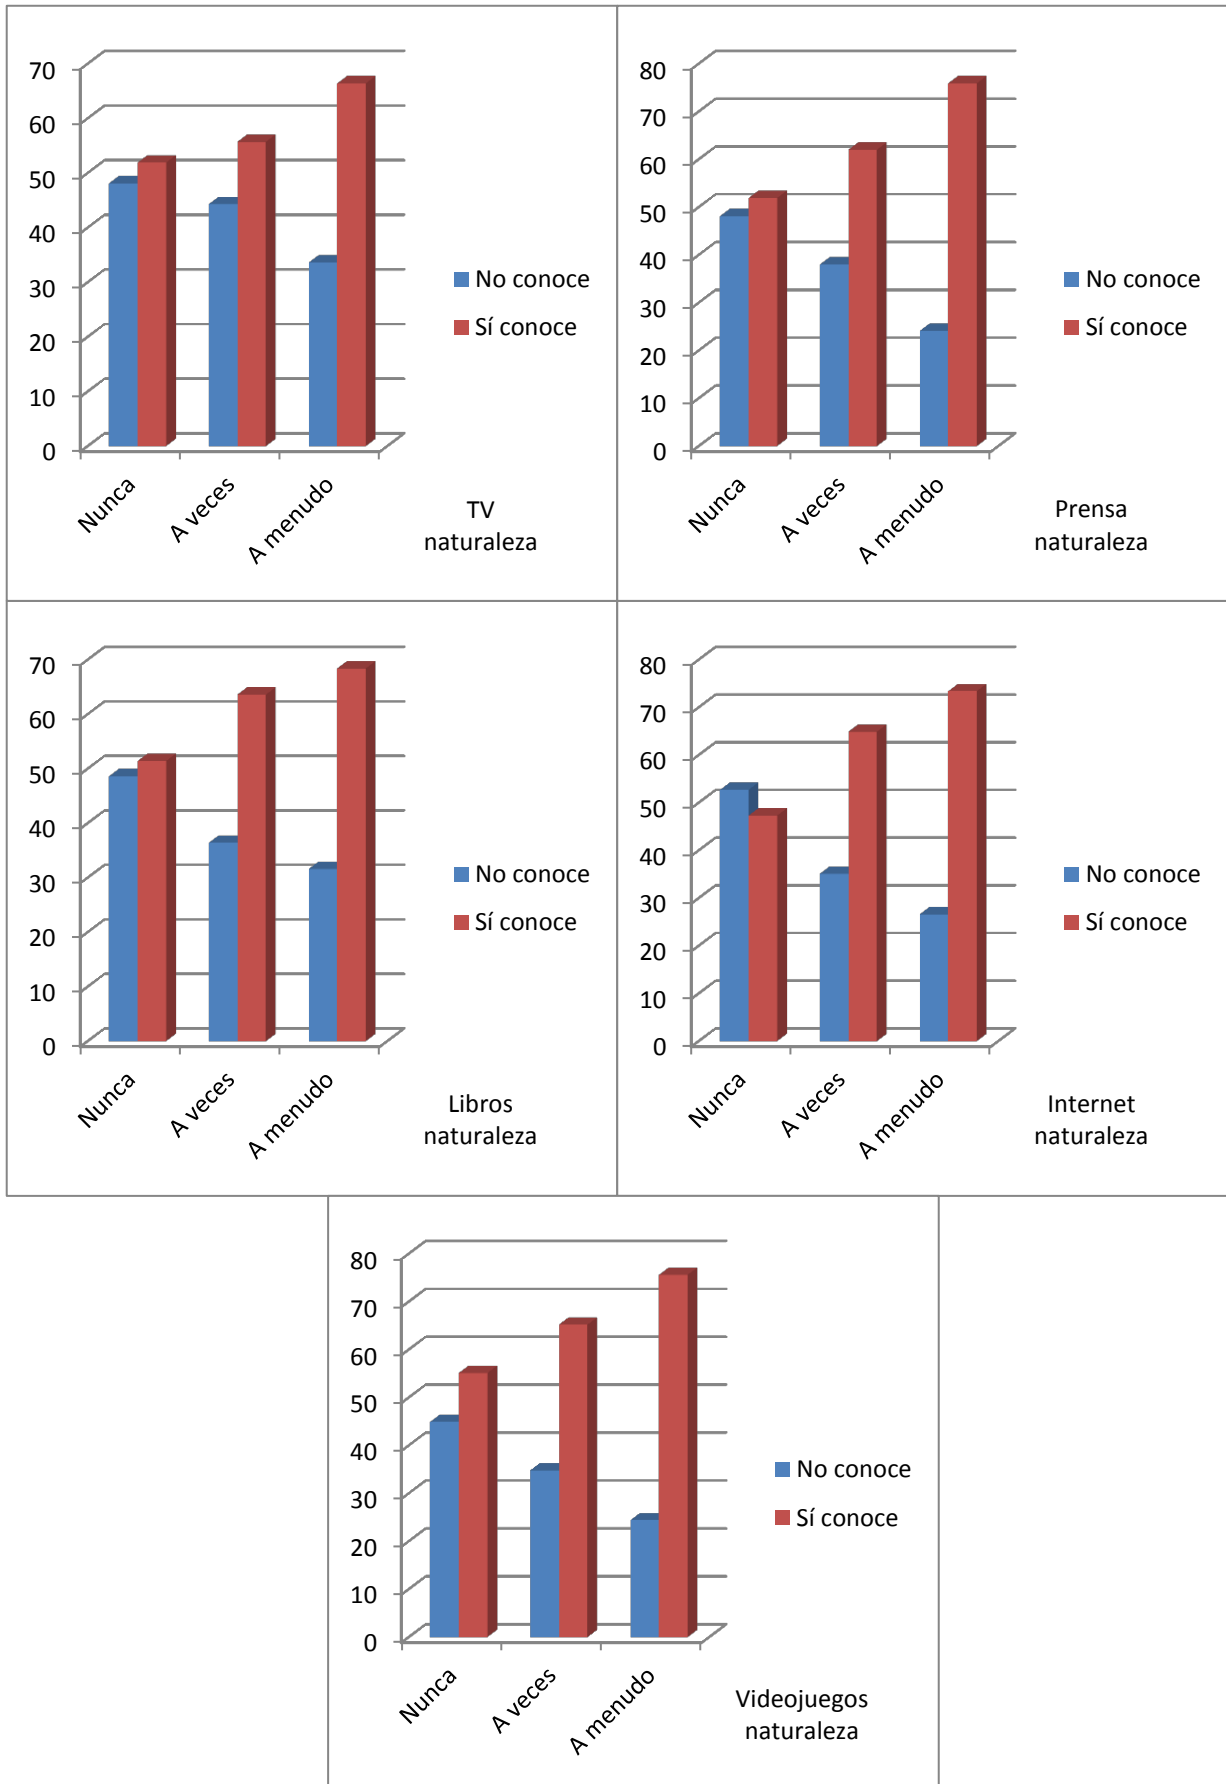 70
60
50
40
30
20
10
0
Nunca
A veces
A menudo
No conoce
Sí conoce
TV
naturaleza
80
70
60
50
40
30
20
10
0
Nunca
A veces
A menudo
No conoce
Sí conoce
Prensa
naturaleza
70
60
50
40
30
20
10
0
Nunca
A veces
A menudo
No conoce
Sí conoce
Libros
naturaleza
80
70
60
50
40
30
20
10
0
Nunca
A veces
A menudo
No conoce
Sí conoce
Internet
naturaleza
80
70
60
50
40
30
20
10
0
Nunca
A veces
A menudo
No conoce
Sí conoce
Videojuegos
naturaleza